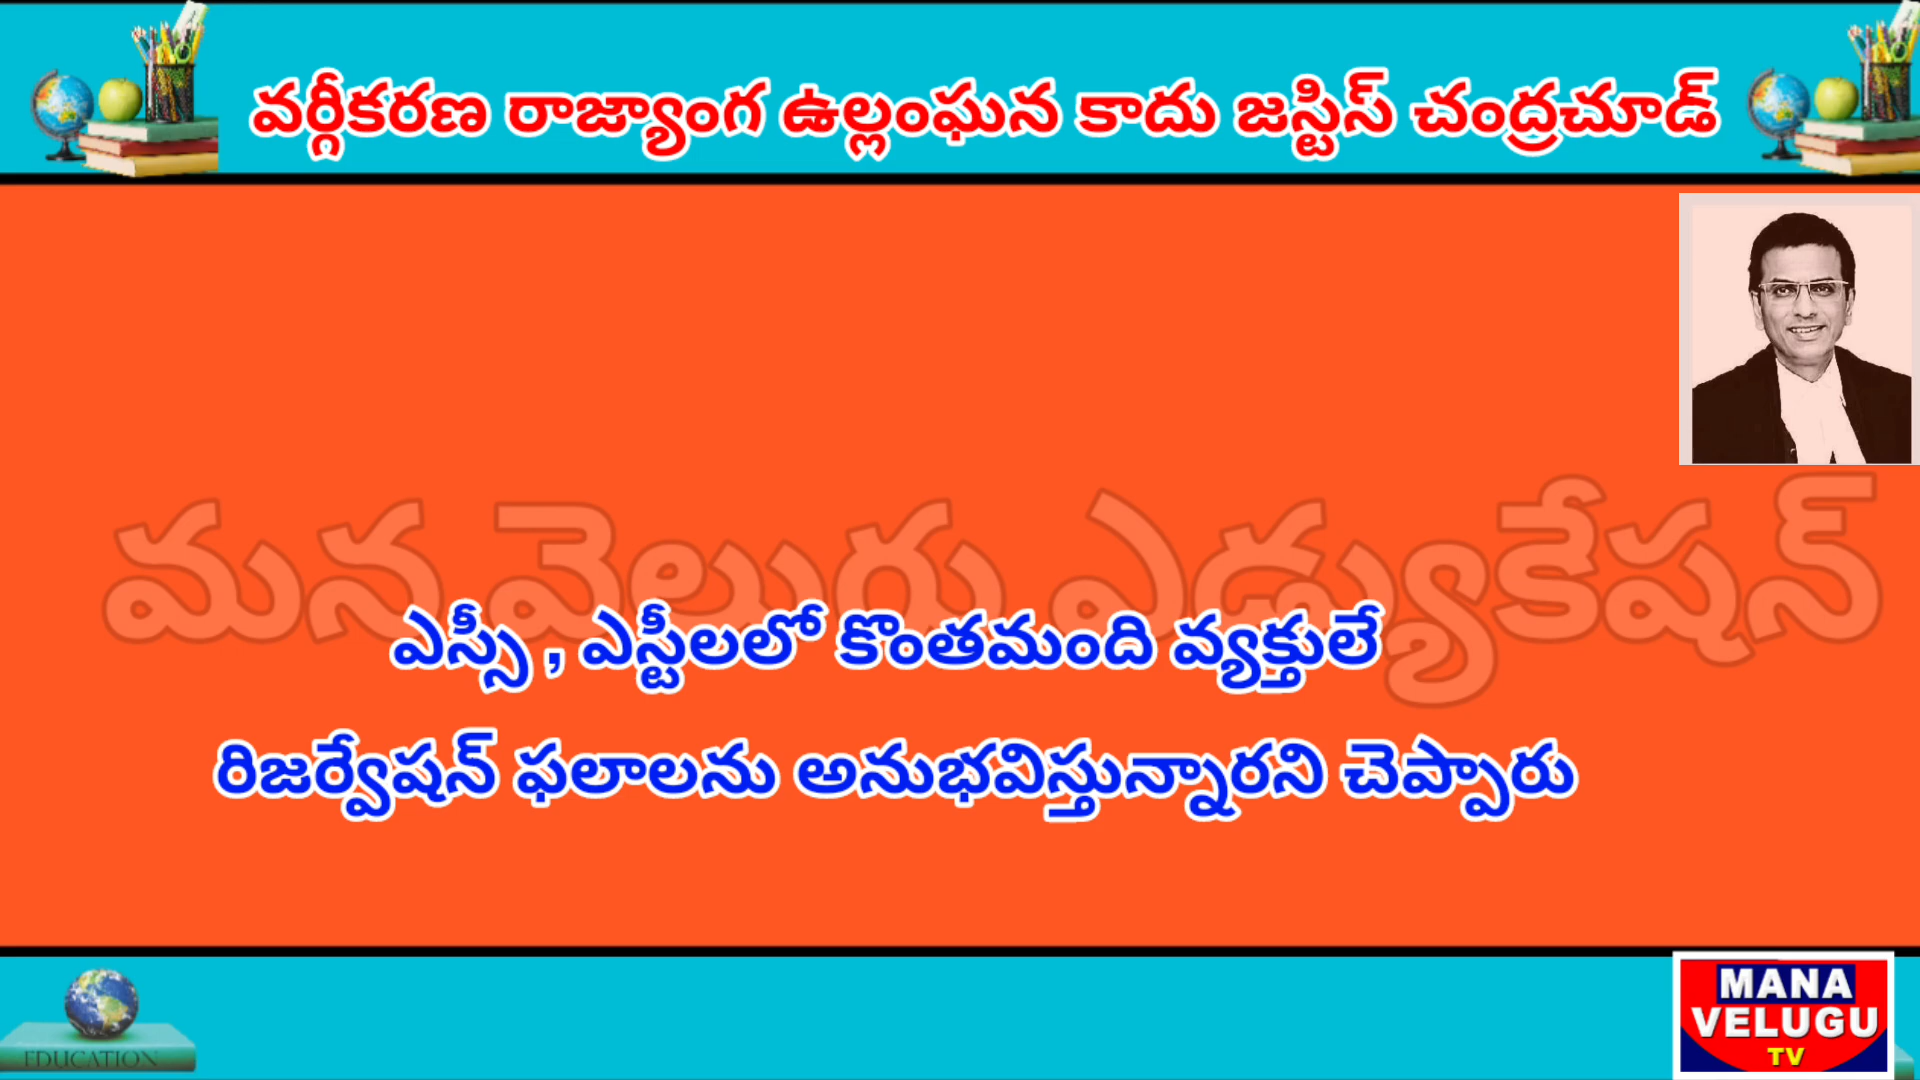 వర్గీకరణ రాజ్యాంగ ఉల్లంఘన కాదు జస్టిస్ చంద్రచూడ్
మన వెలుగు ఎడ్యుకేషన్
ఎస్సీ , ఎస్టీలలో కొంతమంది వ్యక్తులే
రిజర్వేషన్ ఫలాలను అనుభవిస్తున్నారని చెప్పారు
EDUCATION
MANA
VELUGU
TV